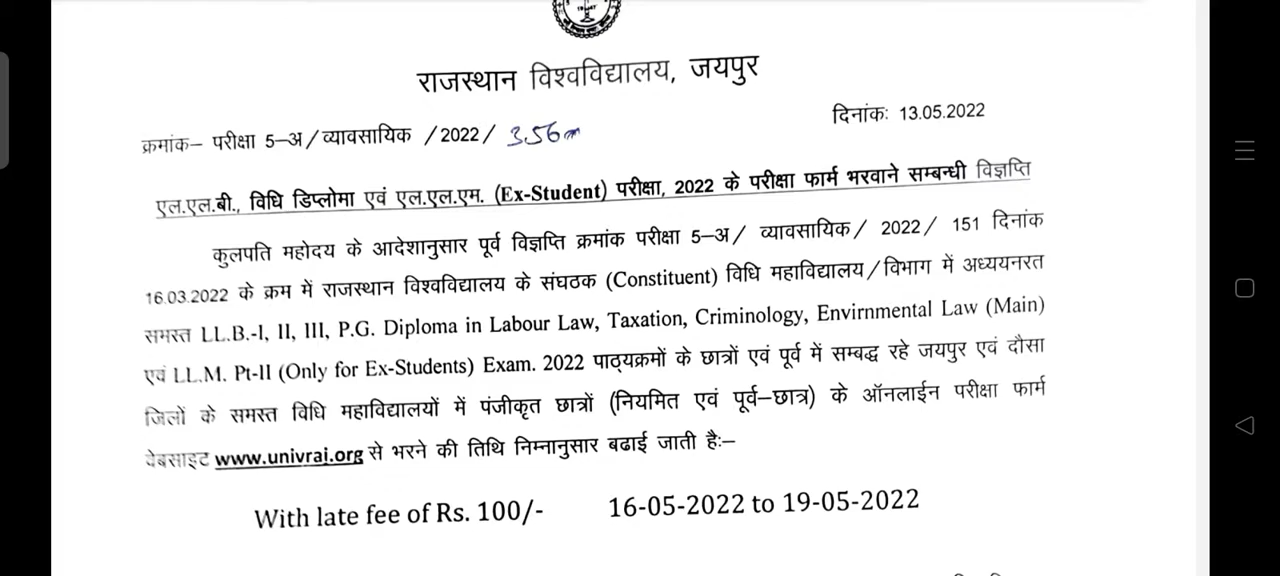 राजस्थान विश्वविद्यालय, जयपुर
दिनांकः 13.05.2022
क्रमांक– परीक्षा 5–अ/व्यावसायिक /2022/
एल.एल.बी., विधि डिप्लोमा एवं एल.एल.एम. (Ex-Student) परीक्षा, 2022 के परीक्षा फार्म भरवाने सम्बन्धी विज्ञप्ति
कुलपति महोदय के आदेशानुसार पूर्व विज्ञप्ति क्रमांक परीक्षा 5–अ/ व्यावसायिक/ 2022/ 151 दिनांक
16.03.2022 के क्रम में राजस्थान विश्वविद्यालय के संघठक (Constituent) विधि महाविद्यालय/विभाग में अध्ययनरत
समस्त LL.B.-I, II, III, P.G. Diploma in Labour Law, Taxation, Criminology, Envirnmental Law (Main)
एवं LL.M. Pt-II (Only for Ex-Students) Exam. 2022 पाठ्यक्रमों के छात्रों एवं पूर्व में सम्बद्ध रहे जयपुर एवं दौसा
जिलों के समस्त विधि महाविद्यालयों में पंजीकृत छात्रों (नियमित एवं पूर्व–छात्र) के ऑनलाईन परीक्षा फार्म
वेबसाइट www.univraj.org से भरने की तिथि निम्नानुसार बढाई जाती हैः–
With late fee of Rs. 100/- 16-05-2022 to 19-05-2022